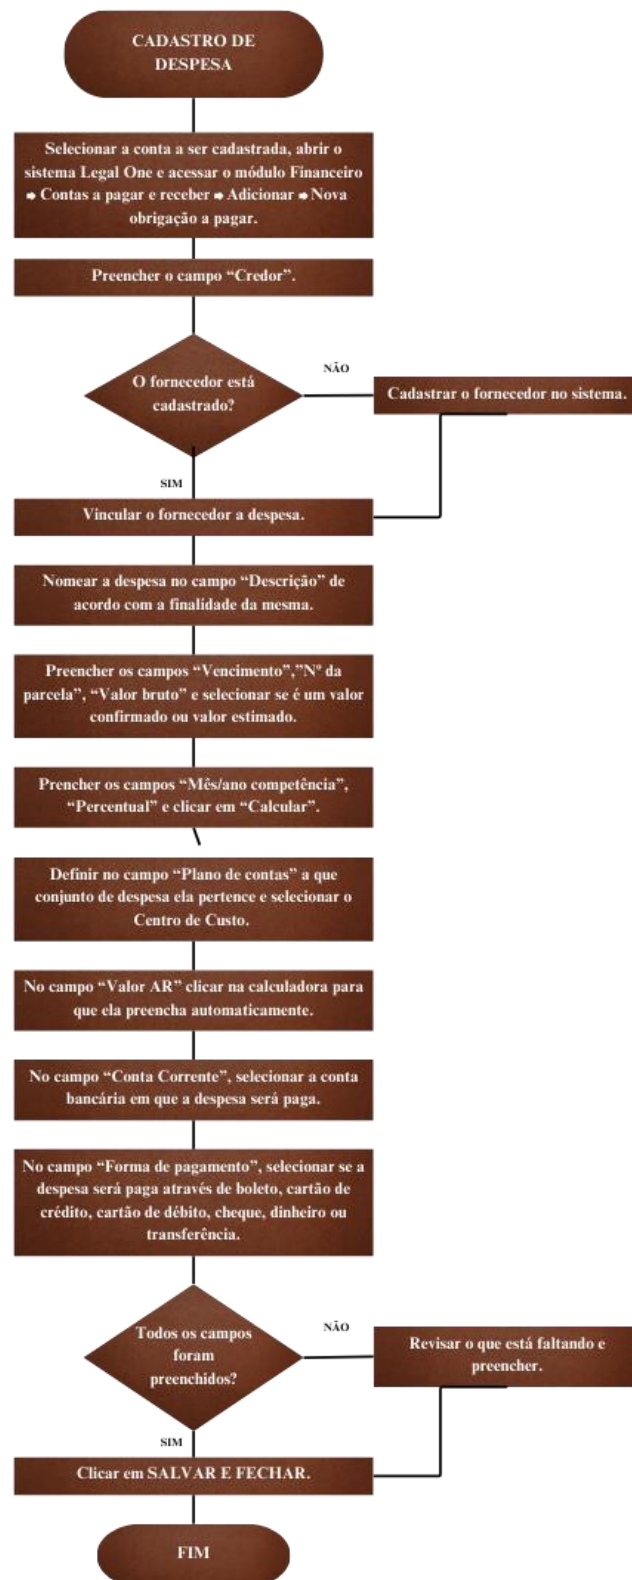 CADASTRO DE
DESPESA
Selecionar a conta a ser cadastrada, abrir o
sistema Legal One e acessar o módulo Financeiro
➡ Contas a pagar e receber ➡ Adicionar ➡ Nova
obrigação a pagar.
Preencher o campo “Credor”.
O fornecedor está
cadastrado?
NÃO
Cadastrar o fornecedor no sistema.
SIM
Vincular o fornecedor a despesa.
Nomear a despesa no campo “Descrição” de
acordo com a finalidade da mesma.
Preencher os campos “Vencimento”,”Nº da
parcela”, “Valor bruto” e selecionar se é um valor
confirmado ou valor estimado.
Prencher os campos “Mês/ano competência”,
“Percentual” e clicar em “Calcular”.
Definir no campo “Plano de contas” a que
conjunto de despesa ela pertence e selecionar o
Centro de Custo.
No campo “Valor AR” clicar na calculadora para
que ela preencha automaticamente.
No campo “Conta Corrente”, selecionar a conta
bancária em que a despesa será paga.
No campo “Forma de pagamento”, selecionar se a
despesa será paga através de boleto, cartão de
crédito, cartão de débito, cheque, dinheiro ou
transferência.
Todos os campos
foram
preenchidos?
NÃO
Revisar o que está faltando e
preencher.
SIM
Clicar em SALVAR E FECHAR.
FIM